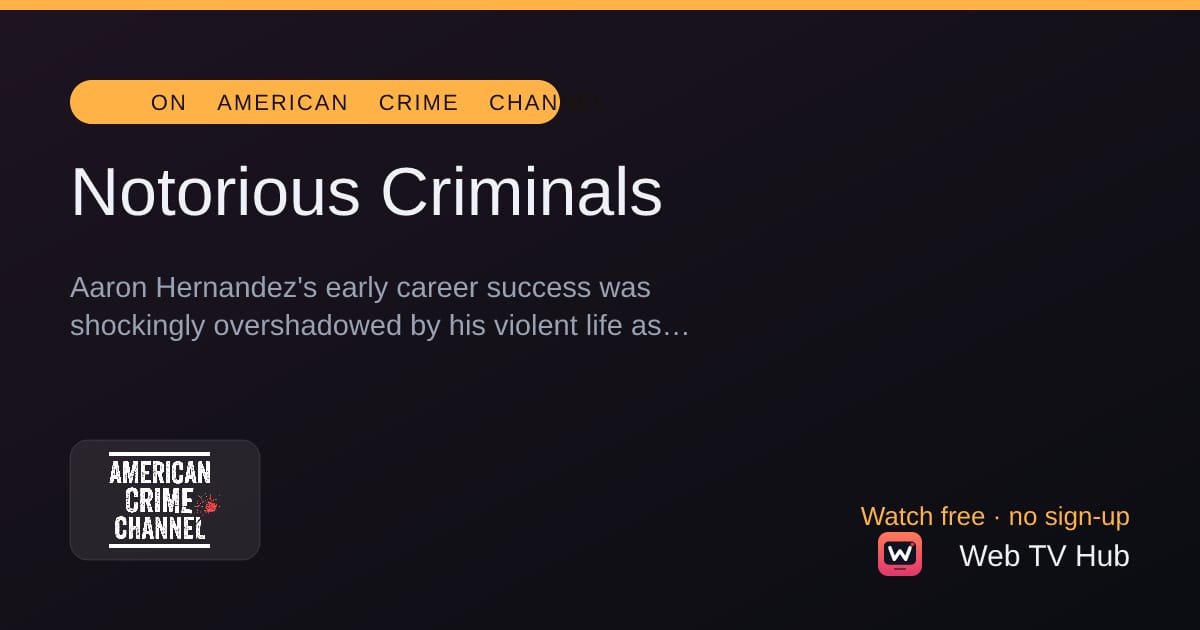 ON AMERICAN CRIME CHANNEL
Notorious Criminals
Aaron Hernandez's early career success was
shockingly overshadowed by his violent life as…
AMERICAN
CRIME
CHANNEL
Watch free · no sign-up
W
Web TV Hub